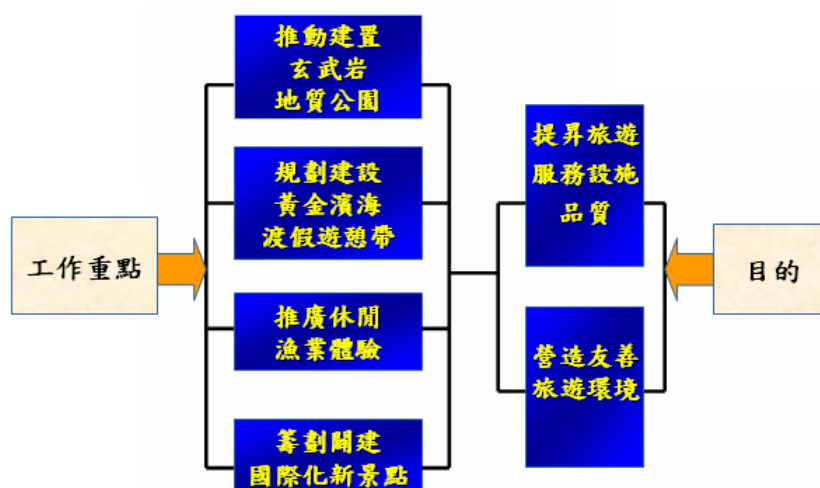 工作重點
推動建置
玄武岩
地質公園
規劃建設
黃金濱海
渡假遊憩帶
推廣休閒
漁業體驗
籌劃闢建
國際化新景點
提昇旅遊
服務設施
品質
營造友善
旅遊環境
目的